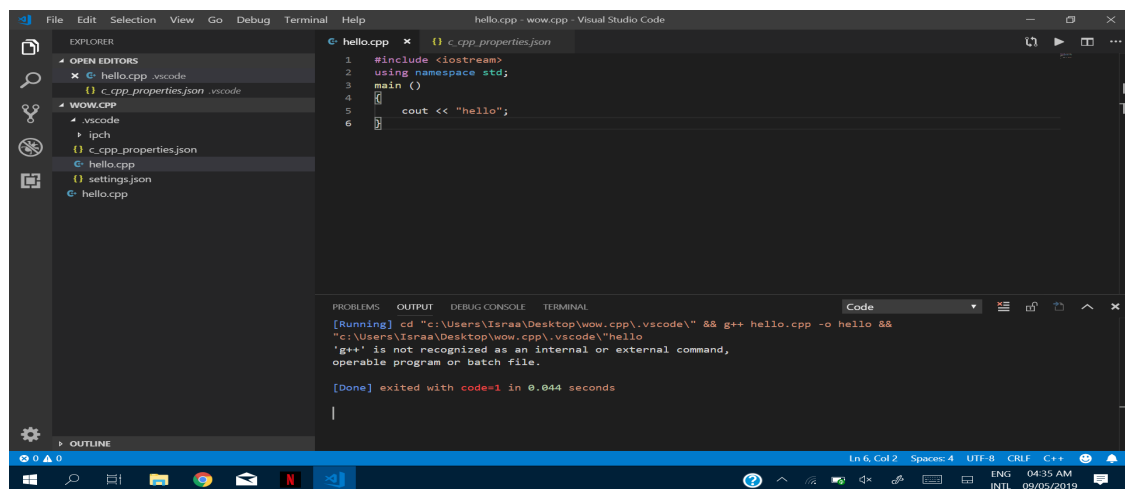 File Edit Selection View Go Debug Terminal Help hello.cpp - wow.cpp - Visual Studio Code
EXPLORER
OPEN EDITORS
hello.cpp .vscode
{} c_cpp_properties.json .vscode
WOW.CPP
.vscode
ipch
{} c_cpp_properties.json
hello.cpp
{} settings.json
hello.cpp
OUTLINE
hello.cpp {} c_cpp_properties.json
1 #include <iostream>
2 using namespace std;
3 main ()
4 {
5 cout << "hello";
6 }
PROBLEMS OUTPUT DEBUG CONSOLE TERMINAL Code
[Running] cd "c:\Users\Israa\Desktop\wow.cpp\.vscode\" && g++ hello.cpp -o hello &&
"c:\Users\Israa\Desktop\wow.cpp\.vscode\"hello
'g++' is not recognized as an internal or external command,
operable program or batch file.
[Done] exited with code=1 in 0.044 seconds
0 0 Ln 6, Col 2 Spaces: 4 UTF-8 CRLF C++
N ENG 04:35 AM
INTL 09/05/2019